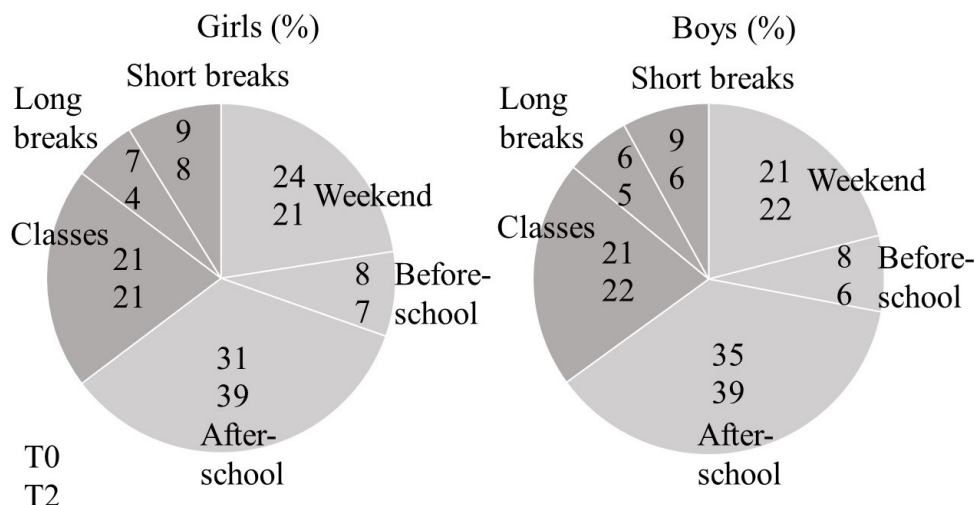 Girls (%)
Short breaks
Long
breaks
9
8
7
4
24
21
Weekend
Classes
21
21
8
7
Before-
school
31
39
After-
school
T0
T2
Boys (%)
Short breaks
Long
breaks
9
6
6
5
21
22
Weekend
Classes
21
22
8
6
Before-
school
35
39
After-
school